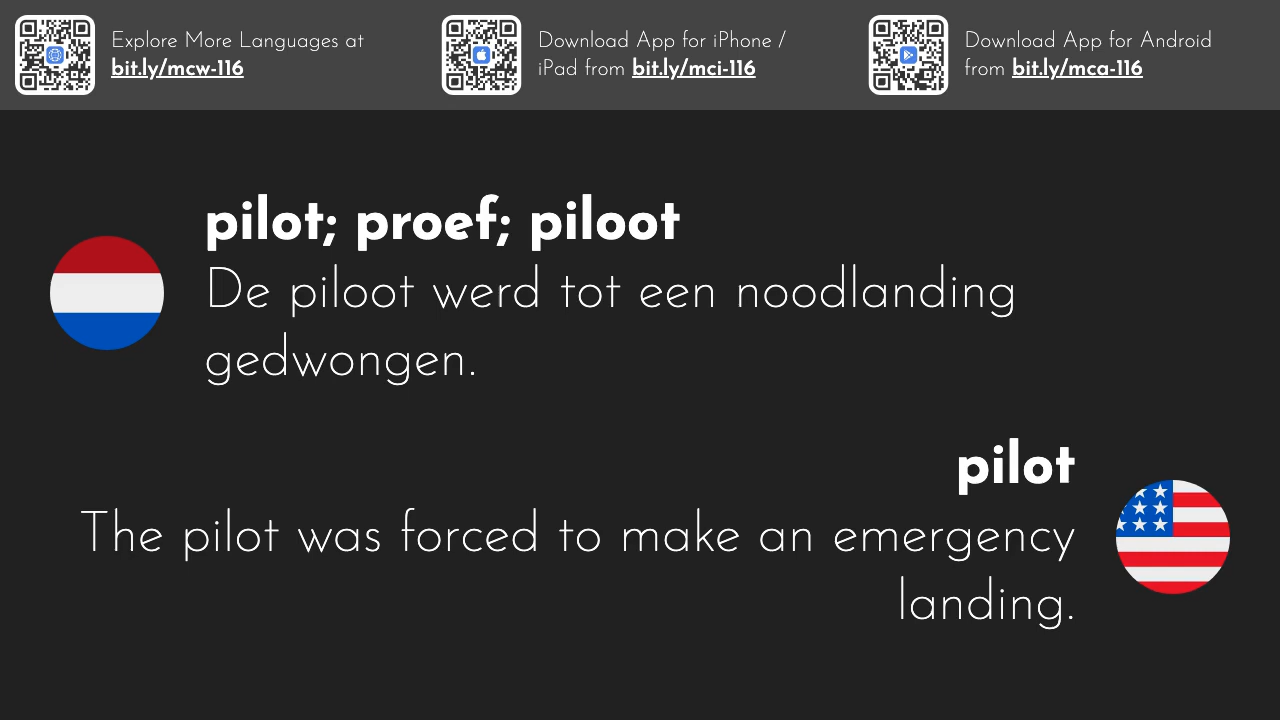 Explore More Languages at
bit.ly/mcw-116
Download App for iPhone /
iPad from bit.ly/mci-116
Download App for Android
from bit.ly/mca-116
pilot; proef; piloot
De piloot werd tot een noodlanding
gedwongen.
pilot
The pilot was forced to make an emergency
landing.